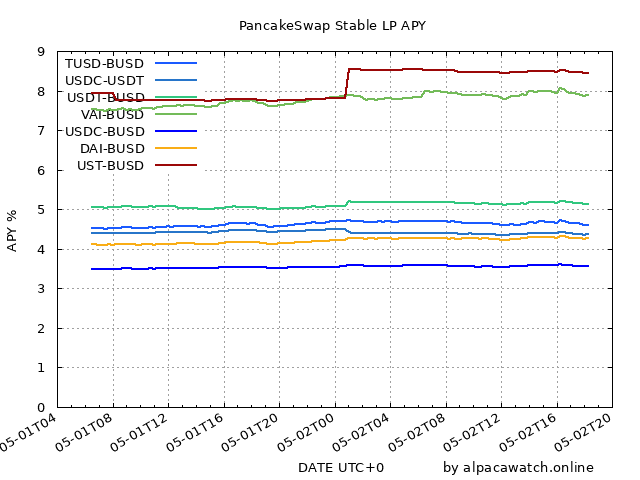 PancakeSwap Stable LP APY
9
8
7
6
5
4
3
2
1
0
APY %
TUSD-BUSD
USDC-USDT
USDT-BUSD
VAI-BUSD
USDC-BUSD
DAI-BUSD
UST-BUSD
05-01T04
05-01T08
05-01T12
05-01T16
05-01T20
05-02T00
05-02T04
05-02T08
05-02T12
05-02T16
05-02T20
DATE UTC+0
by alpacawatch.online